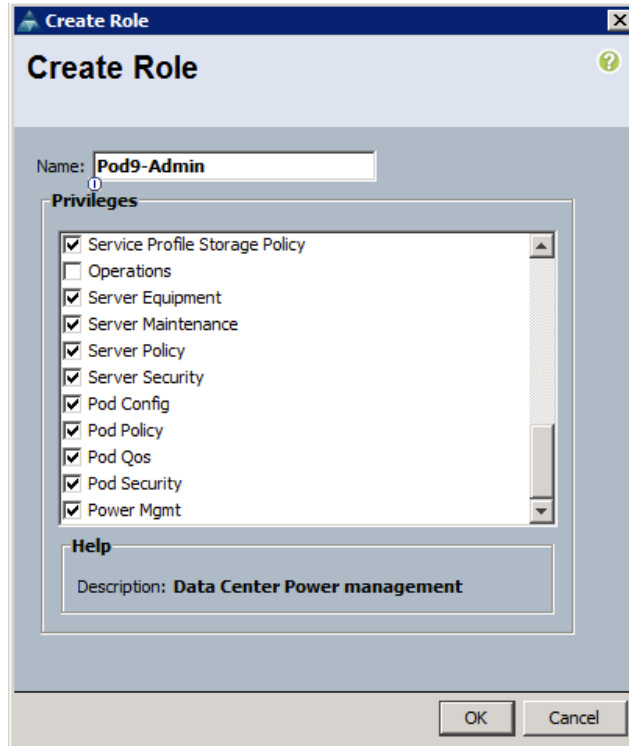 Create Role
Create Role
Name: Pod9-Admin
Privileges
Service Profile Storage Policy
Operations
Server Equipment
Server Maintenance
Server Policy
Server Security
Pod Config
Pod Policy
Pod Qos
Pod Security
Power Mgmt
Help
Description: Data Center Power management
OK Cancel